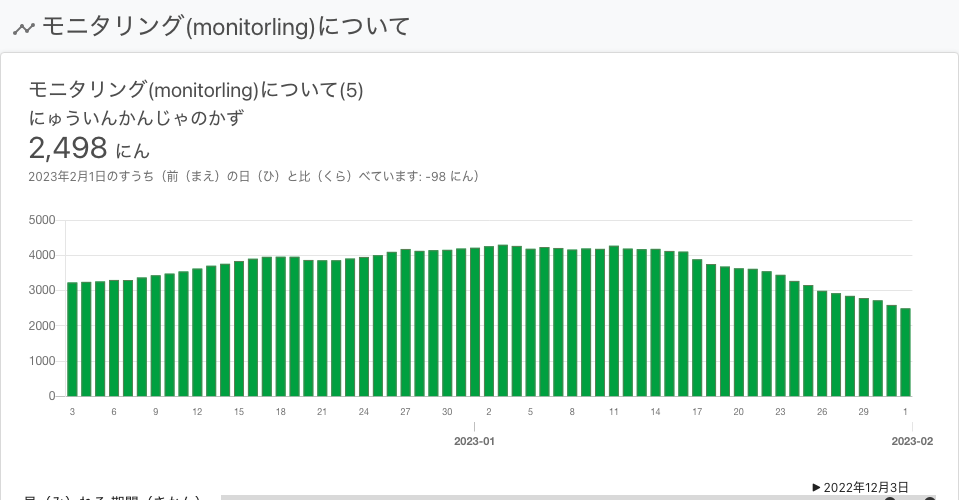 モニタリング(monitorling)について
モニタリング(monitorling)について(5)
にゅういんかんじゃのかず
2,498 にん
2023年2月1日のすうち（前（まえ）の日（ひ）と比（くら）べています: -98 にん）
5000
4000
3000
2000
1000
0
3 6 9 12 15 18 21 24 27 30 2 5 8 11 14 17 20 23 26 29 1
2023-01 2023-02
▶ 2022年12月3日